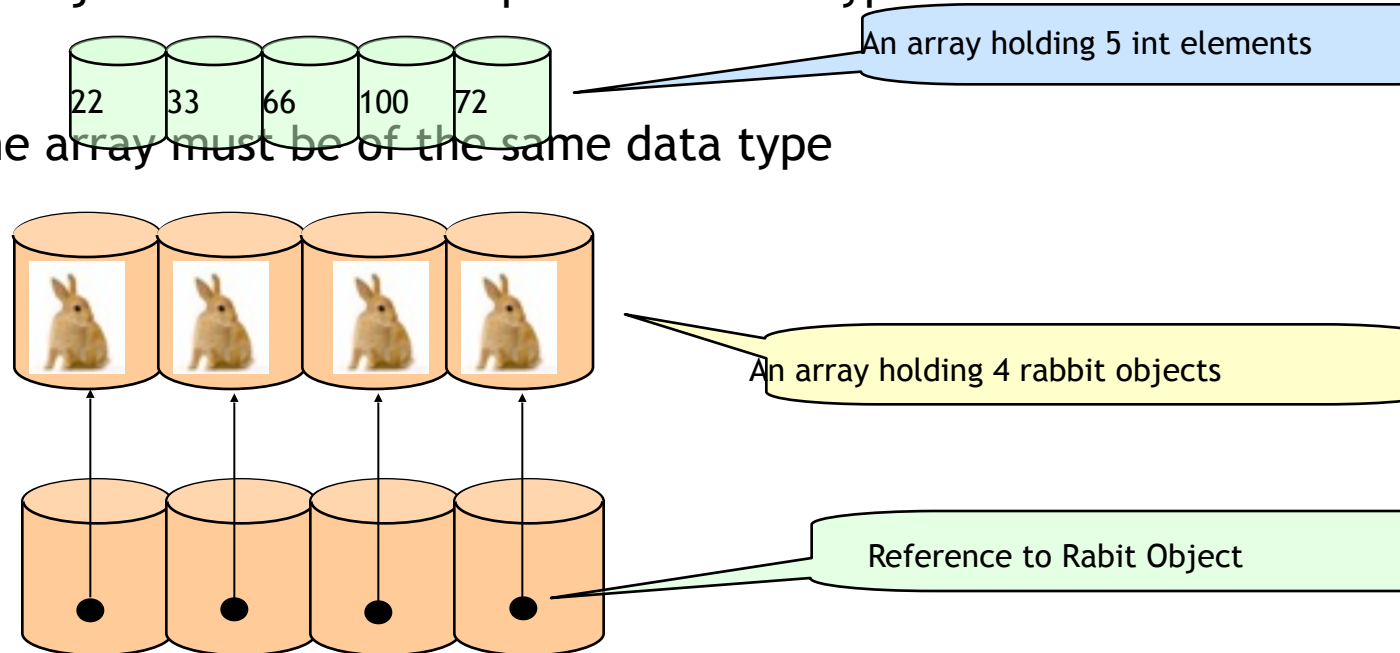 An array holding 5 int elements
22 33 66 100 72
array must be of the same data type
An array holding 4 rabbit objects
Reference to Rabit Object